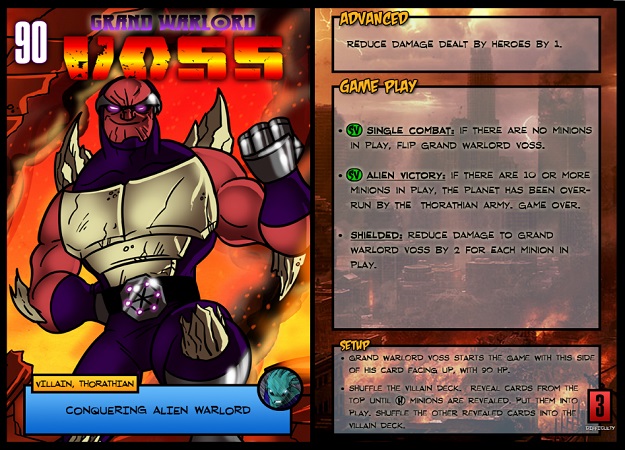 90
GRAND WARLORD
VOSS
VILLAIN, THORATHIAN
CONQUERING ALIEN WARLORD
ADVANCED
REDUCE DAMAGE DEALT BY HEROES BY 1.
GAME PLAY
• SV SINGLE COMBAT: IF THERE ARE NO MINIONS
IN PLAY, FLIP GRAND WARLORD VOSS.
• SV ALIEN VICTORY: IF THERE ARE 10 OR MORE
MINIONS IN PLAY, THE PLANET HAS BEEN OVER-
RUN BY THE THORATHIAN ARMY. GAME OVER.
• SHIELDED: REDUCE DAMAGE TO GRAND
WARLORD VOSS BY 2 FOR EACH MINION IN
PLAY.
SETUP
• GRAND WARLORD VOSS STARTS THE GAME WITH THIS SIDE
OF HIS CARD FACING UP, WITH 90 HP.
• SHUFFLE THE VILLAIN DECK. REVEAL CARDS FROM THE
TOP UNTIL H MINIONS ARE REVEALED. PUT THEM INTO
PLAY. SHUFFLE THE OTHER REVEALED CARDS INTO THE
VILLAIN DECK.
3
DIFFICULTY